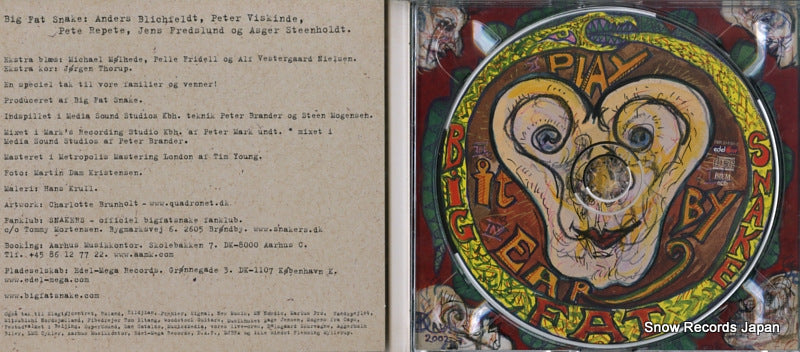 Big Fat Snake: Anders Blichfeldt, Peter Viskinde,
Pete Repete, Jens Fredslund og Asger Steenholdt.
Ekstra blæs: Michael Mølhede, Pelle Fridell og Alf Vestergaard Nielsen.
Ekstra kor: Jørgen Thorup.
En speciel tak til vore familier og venner!
Produceret af Big Fat Snake.
Indspillet i Media Sound Studios Kbh. teknik Peter Brander og Steen Mogensen.
Mixet i Mark's Recording Studio Kbh. af Peter Mark undt. * mixet i
Media Sound Studios af Peter Brander.
Masteret i Metropolis Mastering London af Tim Young.
Foto: Martin Dam Kristensen.
Maleri: Hans Krull.
Artwork: Charlotte Brunholt - www.quadronet.dk.
Fanklub: SNAKERS - officiel bigfatsnake fanklub.
c/o Tommy Mortensen. Bygmarksvej 6. 2605 Brøndby. www.snakers.dk.
Booking: Aarhus Musikkontor. Skolebakken 7. DK-8000 Aarhus C.
Tlf. +45 86 12 77 22. www.aamk.com
Pladeselskab: Edel-Mega Records. Grønnegade 3. DK-1107 København K.
www.edel-mega.com
www.bigfatsnake.com
PLAY
it
BY
EAR
BIG
FAT
SNAKE
2002
Snow Records Japan